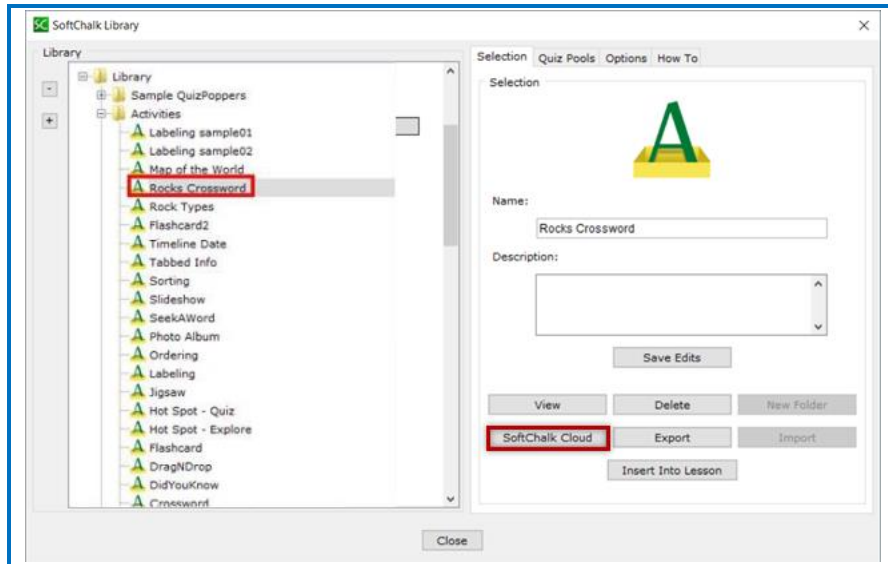 SC SoftChalk Library
Library
-
+
Library
Sample QuizPoppers
Activities
A Labeling sample01
A Labeling sample02
A Map of the World
A Rocks Crossword
A Rock Types
A Flashcard2
A Timeline Date
A Tabbed Info
A Sorting
A Slideshow
A SeekAWord
A Photo Album
A Ordering
A Labeling
A Jigsaw
A Hot Spot - Quiz
A Hot Spot - Explore
A Flashcard
A DragNDrop
A DidYouKnow
A Crossword
Selection Quiz Pools Options How To
Selection
A
Name:
Rocks Crossword
Description:
Save Edits
View Delete New Folder
SoftChalk Cloud Export Import
Insert Into Lesson
Close